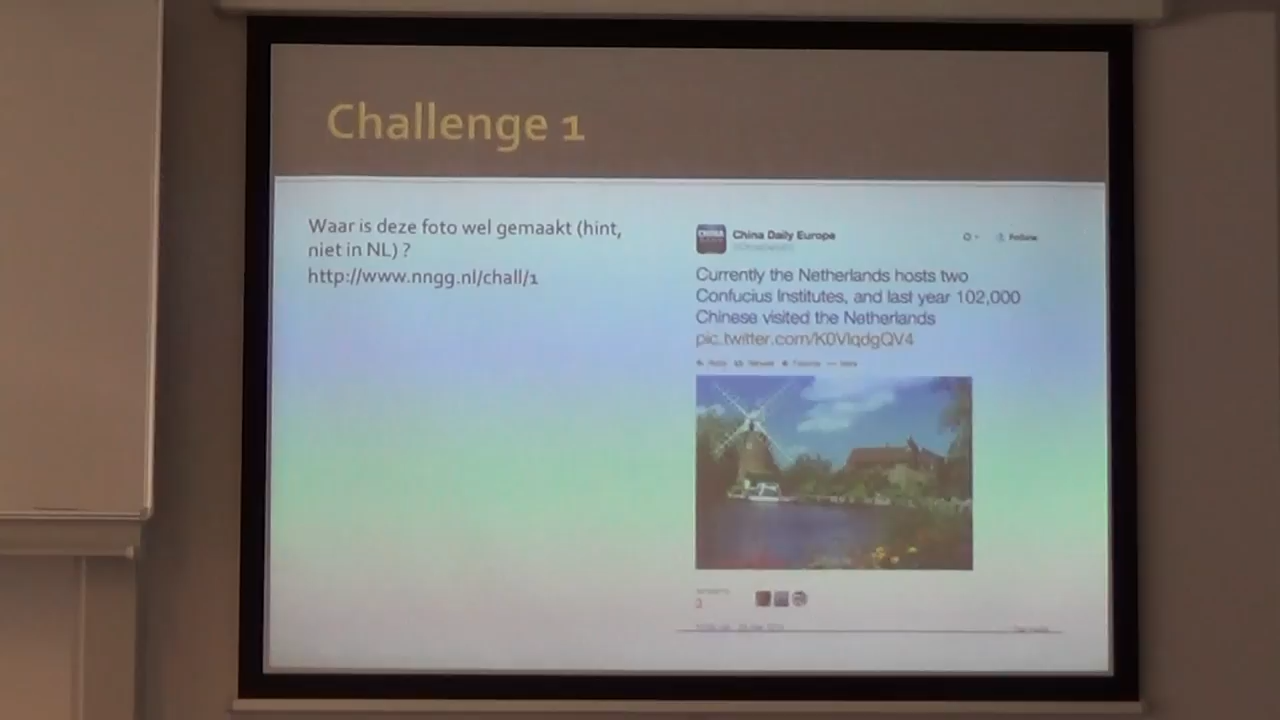 Challenge 1
Waar is deze foto wel gemaakt (hint,
niet in NL) ?
http://www.nngg.nl/chall/1
China Daily Europe
Follow
Currently the Netherlands hosts two
Confucius Institutes, and last year 102,000
Chinese visited the Netherlands
pic.twitter.com/K0VlqdgQV4
3